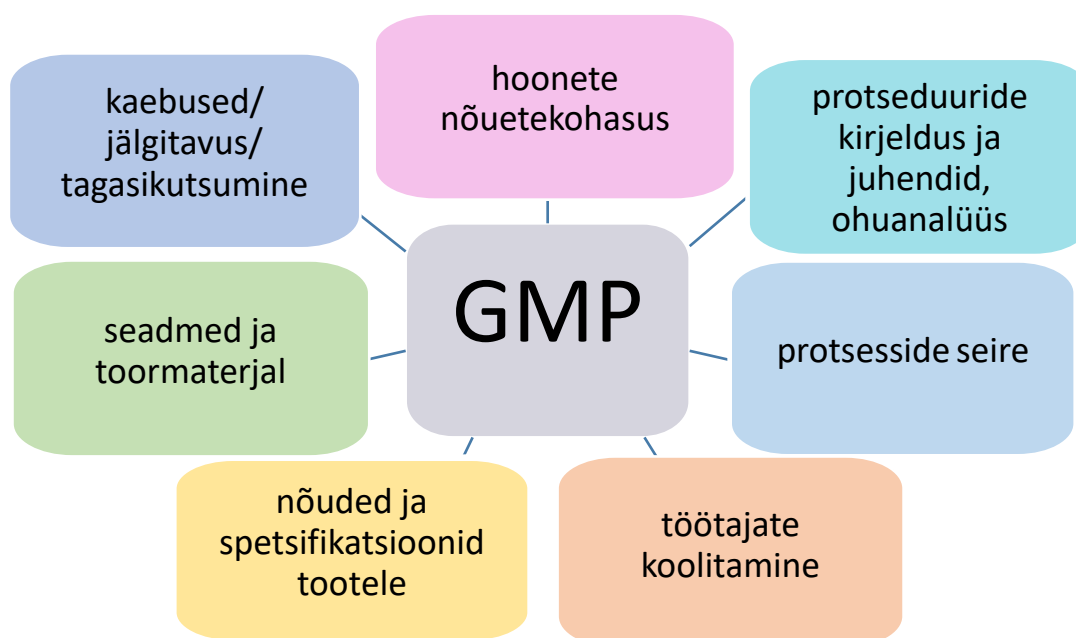 hoonete
nõuetekohasus
kaebused/
jälgitavus/
tagasikutsumine
protseduuride
kirjeldus ja
juhendid,
ohuanalüüs
GMP
seadmed ja
toormaterjal
protsesside seire
nõuded ja
spetsifikatsioonid
tootele
töötajate
koolitamine